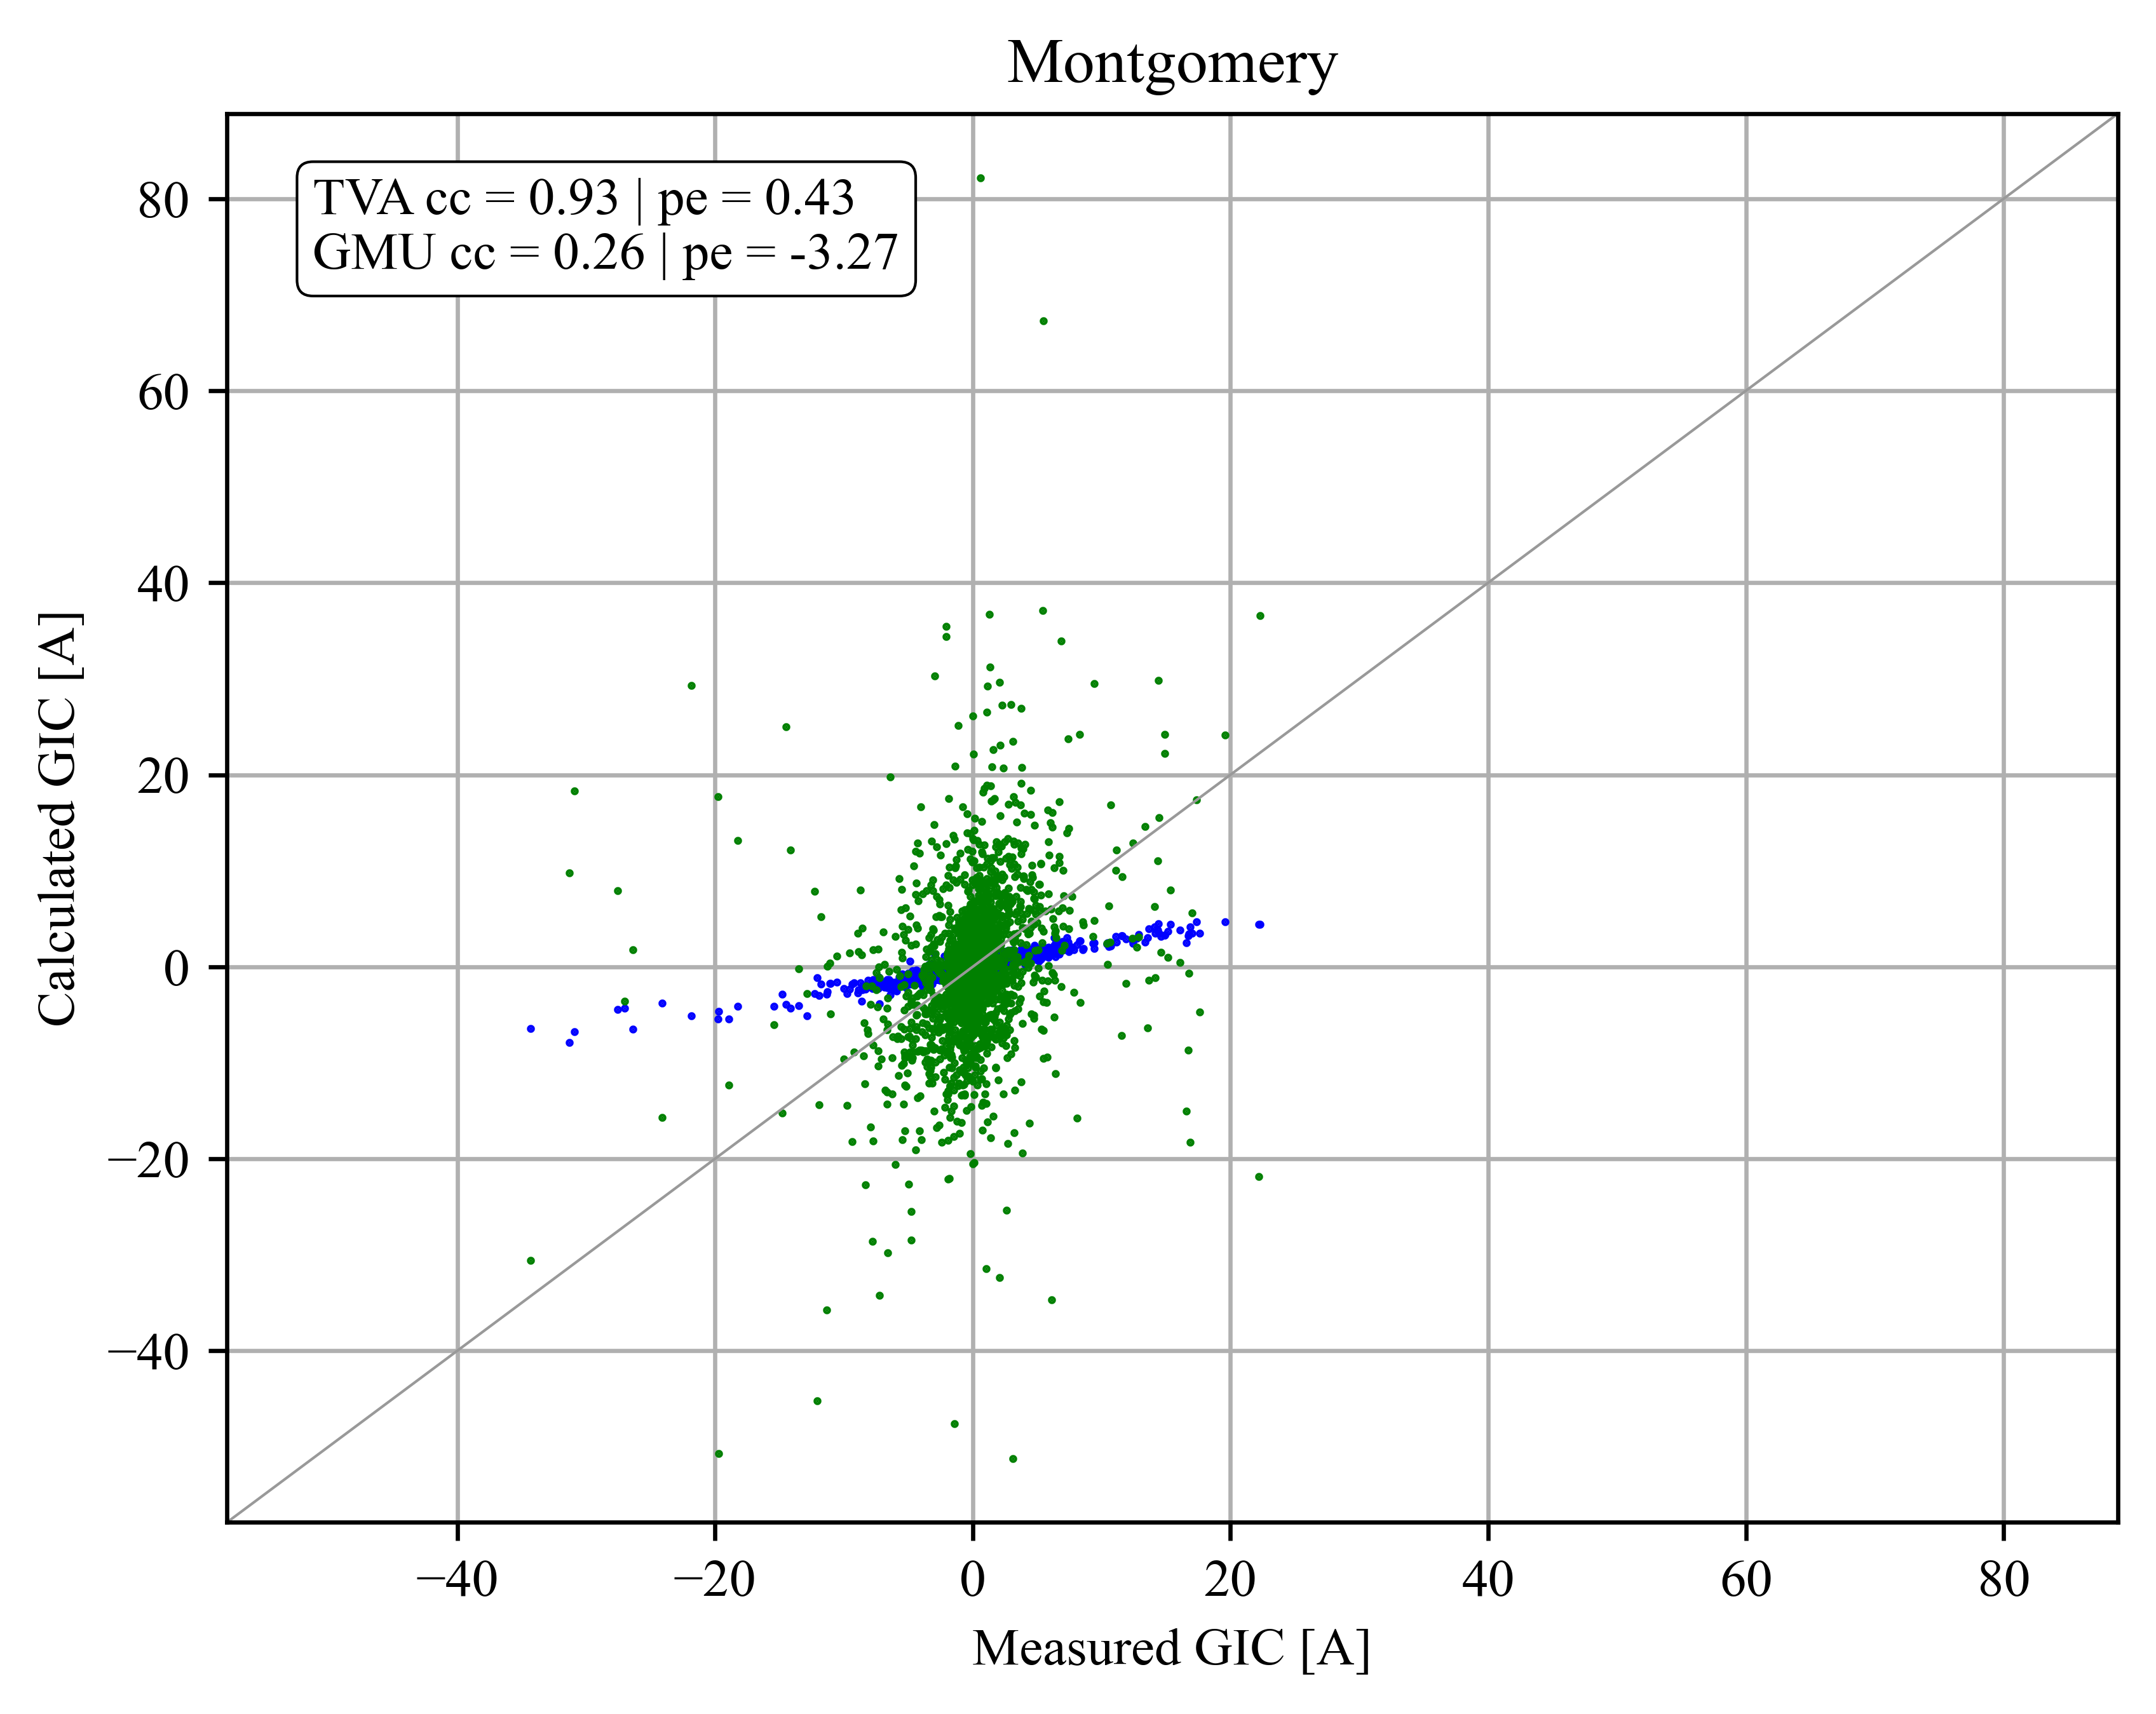 Montgomery
TVA cc = 0.93 | pe = 0.43
GMU cc = 0.26 | pe = -3.27
80
60
40
20
0
−20
−40
Calculated GIC [A]
−40 −20 0 20 40 60 80
Measured GIC [A]